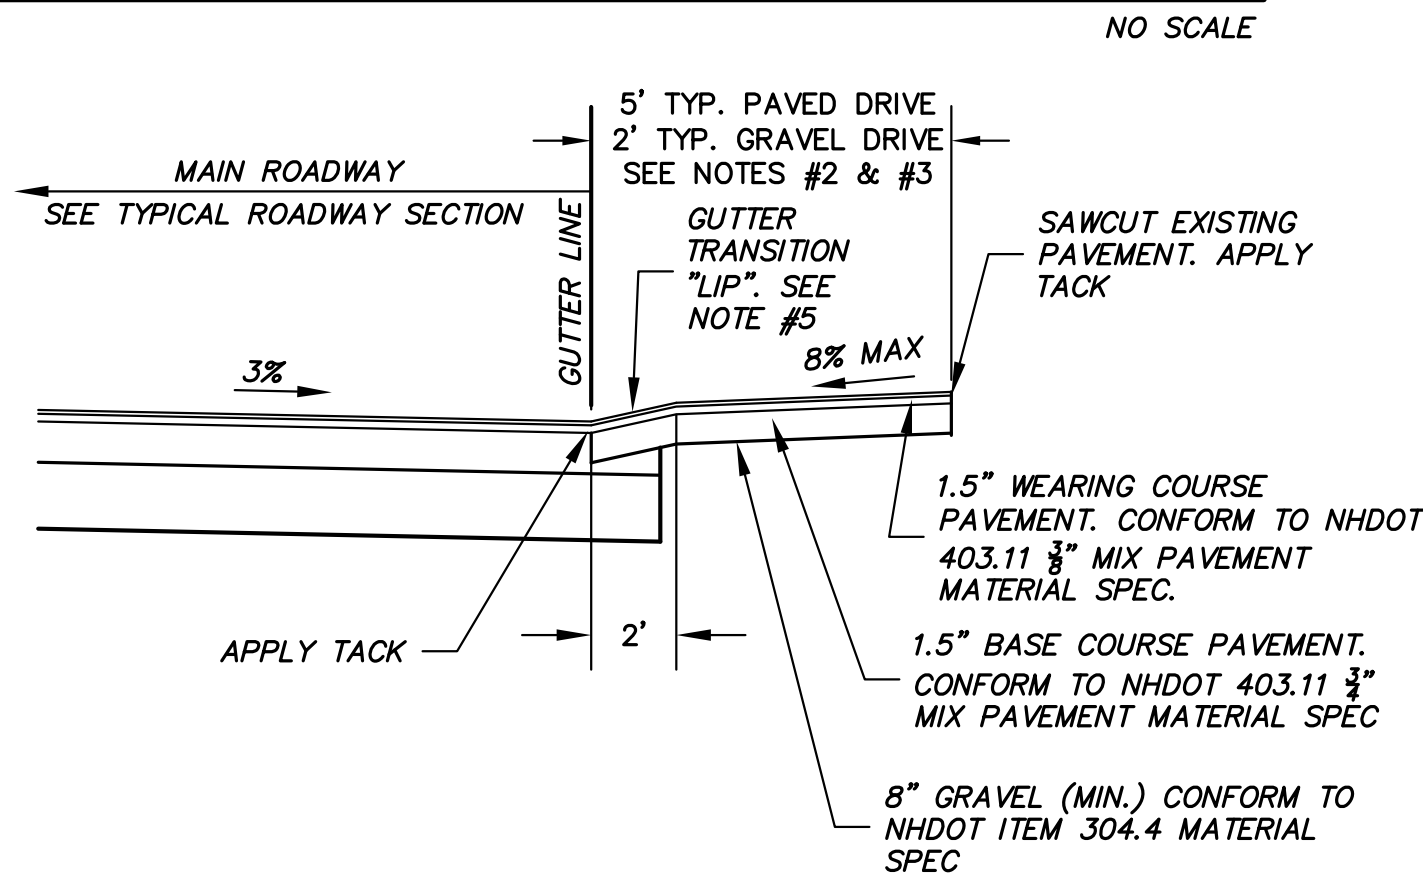 NO SCALE
5' TYP. PAVED DRIVE
2' TYP. GRAVEL DRIVE
SEE NOTES #2 & #3
MAIN ROADWAY
SEE TYPICAL ROADWAY SECTION
GUTTER LINE
GUTTER
TRANSITION
"LIP". SEE
NOTE #5
SAWCUT EXISTING
PAVEMENT. APPLY
TACK
8% MAX
3%
1.5" WEARING COURSE
PAVEMENT. CONFORM TO NHDOT
403.11 3/8" MIX PAVEMENT
MATERIAL SPEC.
APPLY TACK
2'
1.5" BASE COURSE PAVEMENT.
CONFORM TO NHDOT 403.11 3/4"
MIX PAVEMENT MATERIAL SPEC
8" GRAVEL (MIN.) CONFORM TO
NHDOT ITEM 304.4 MATERIAL
SPEC